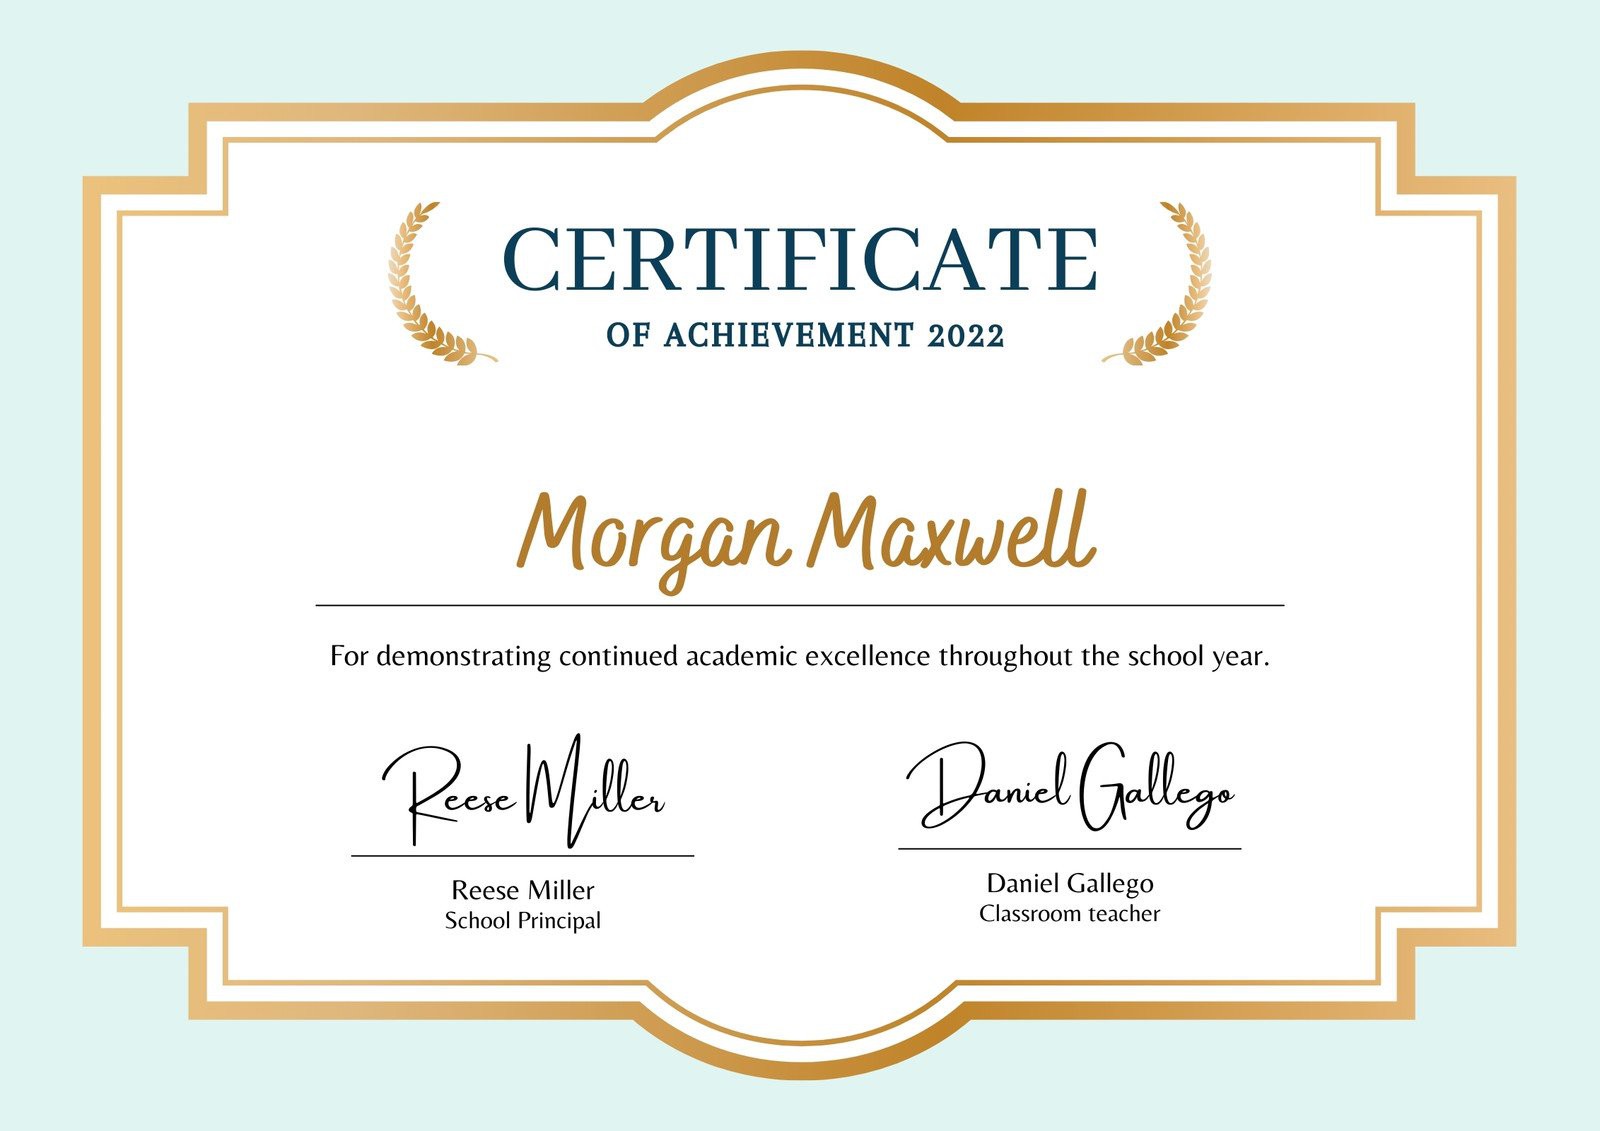 CERTIFICATE
OF ACHIEVEMENT 2022
Morgan Maxwell
For demonstrating continued academic excellence throughout the school year.
Reese Miller
Reese Miller
School Principal
Daniel Gallego
Daniel Gallego
Classroom teacher